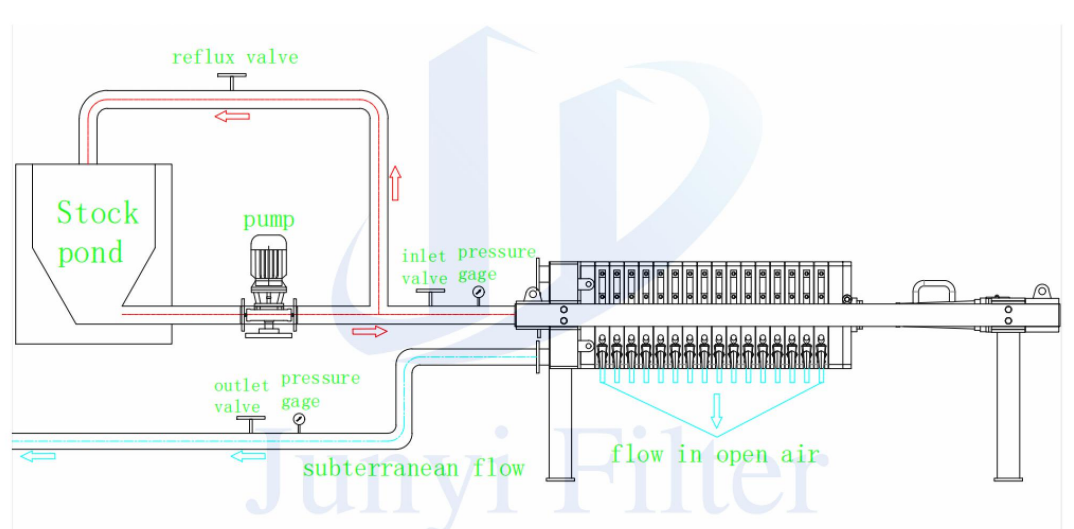 reflux valve
Stock
pond
pump
inlet
valve
pressure
gage
outlet
valve
pressure
gage
subterranean flow
flow in open air
Junyi Filter